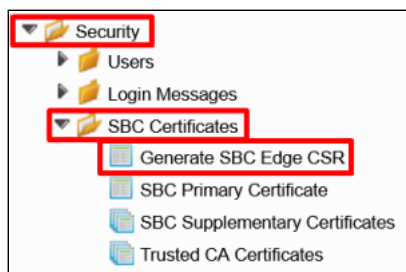 Security
Users
Login Messages
SBC Certificates
Generate SBC Edge CSR
SBC Primary Certificate
SBC Supplementary Certificates
Trusted CA Certificates